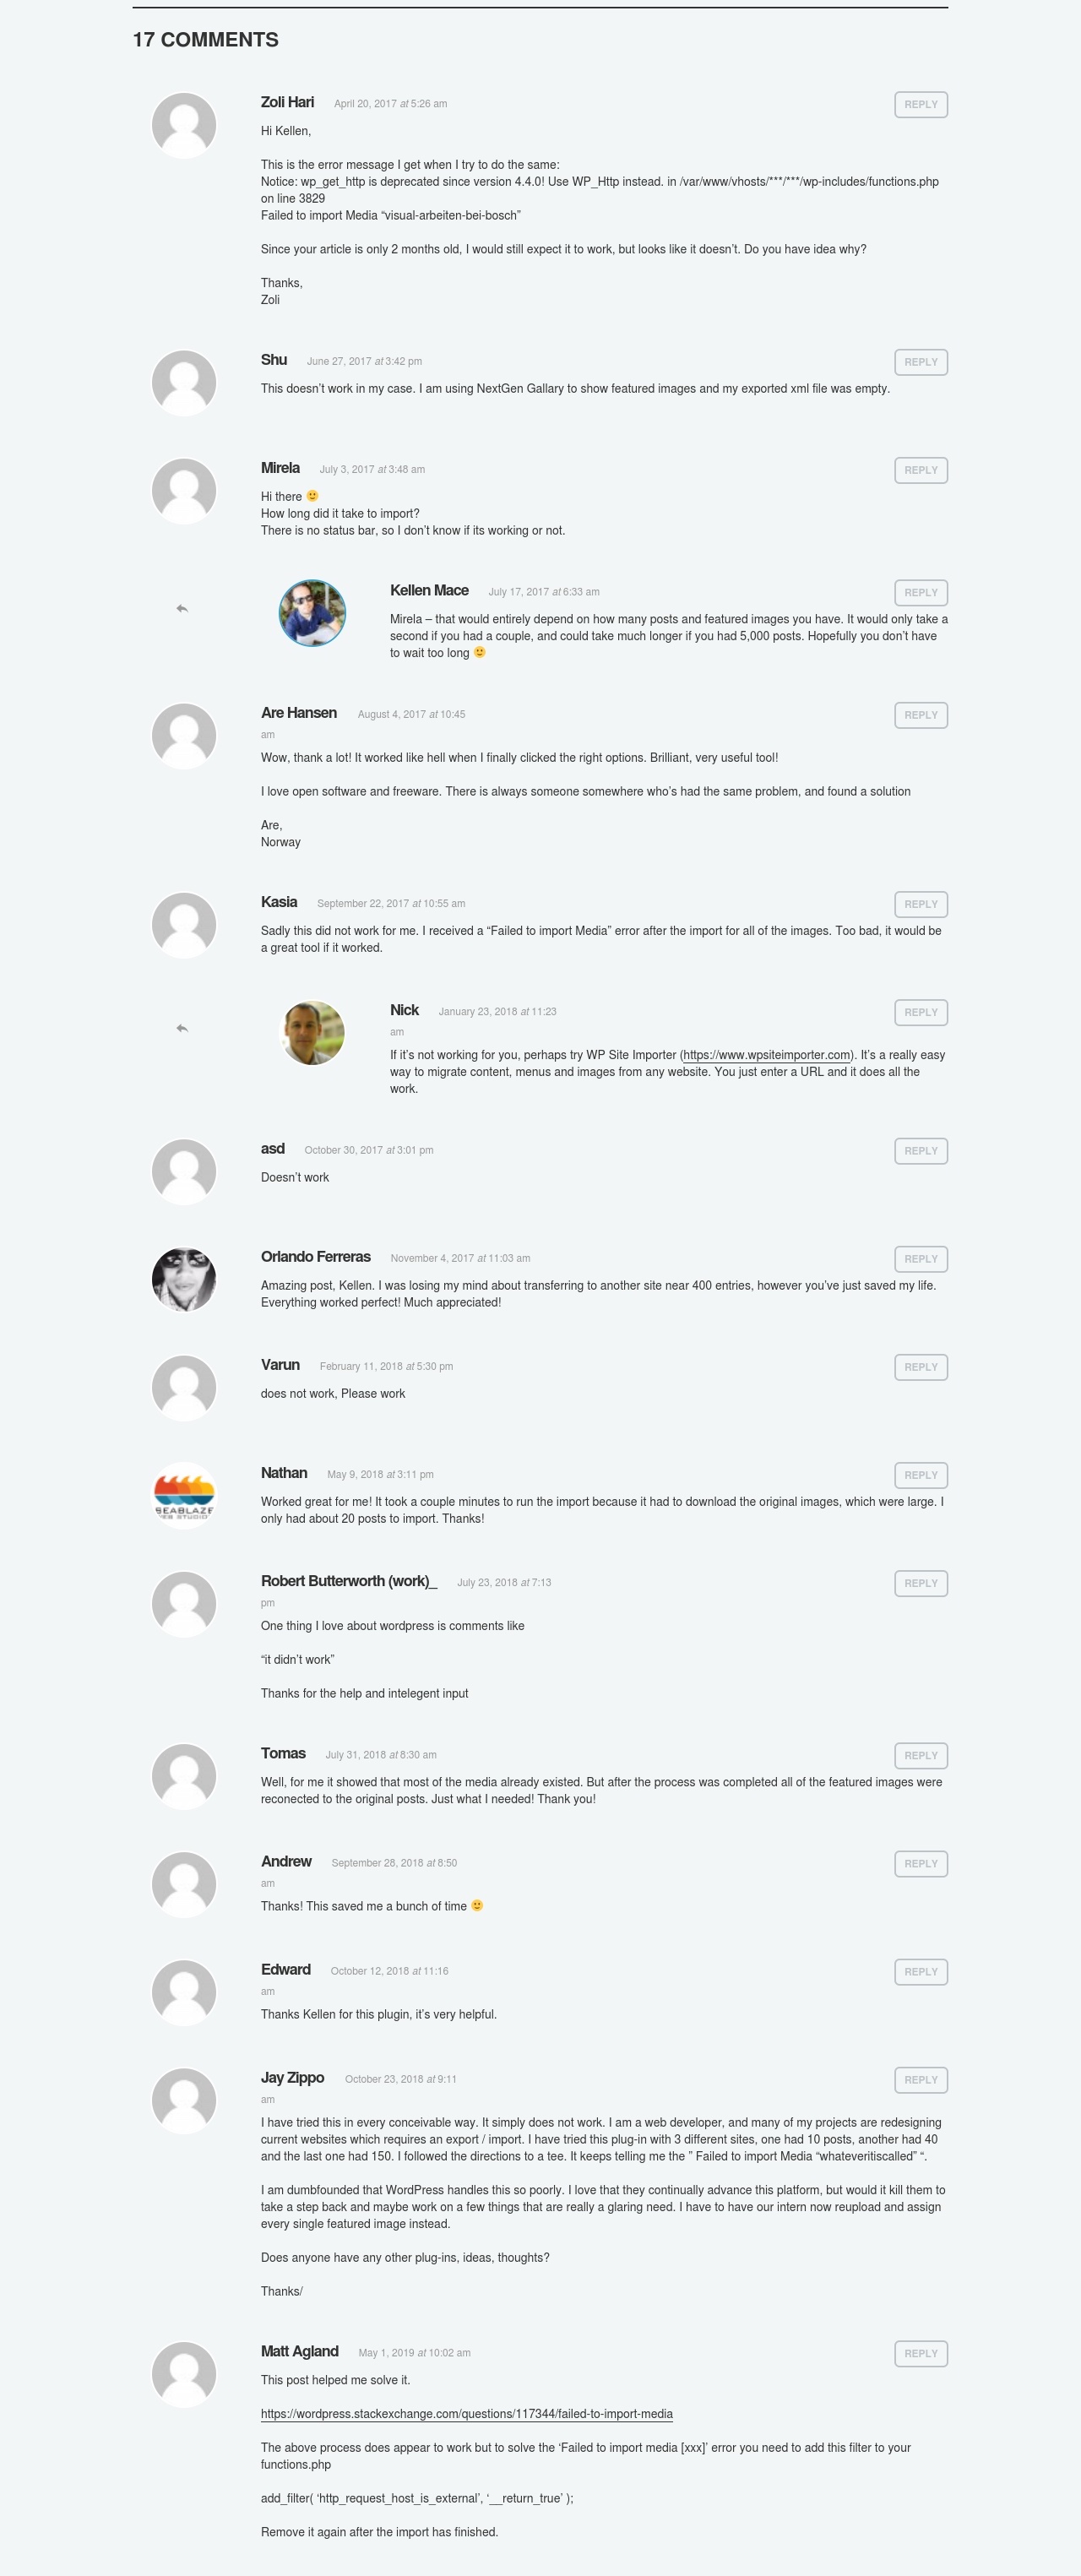 17 COMMENTS
Zoli Hari April 20, 2017 at 5:26 am
REPLY
Hi Kellen,
This is the error message I get when I try to do the same:
Notice: wp_get_http is deprecated since version 4.4.0! Use WP_Http instead. in /var/www/vhosts/***/***/wp-includes/functions.php
on line 3829
Failed to import Media “visual-arbeiten-bei-bosch”
Since your article is only 2 months old, I would still expect it to work, but looks like it doesn’t. Do you have idea why?
Thanks,
Zoli
Shu June 27, 2017 at 3:42 pm
REPLY
This doesn’t work in my case. I am using NextGen Gallary to show featured images and my exported xml file was empty.
Mirela July 3, 2017 at 3:48 am
REPLY
Hi there 🙂
How long did it take to import?
There is no status bar, so I don’t know if its working or not.
Kellen Mace July 17, 2017 at 6:33 am
REPLY
Mirela – that would entirely depend on how many posts and featured images you have. It would only take a
second if you had a couple, and could take much longer if you had 5,000 posts. Hopefully you don’t have
to wait too long 🙂
Are Hansen August 4, 2017 at 10:45
REPLY
am
Wow, thank a lot! It worked like hell when I finally clicked the right options. Brilliant, very useful tool!
I love open software and freeware. There is always someone somewhere who’s had the same problem, and found a solution
Are,
Norway
Kasia September 22, 2017 at 10:55 am
REPLY
Sadly this did not work for me. I received a “Failed to import Media” error after the import for all of the images. Too bad, it would be
a great tool if it worked.
Nick January 23, 2018 at 11:23
REPLY
am
If it’s not working for you, perhaps try WP Site Importer (https://www.wpsiteimporter.com). It’s a really easy
way to migrate content, menus and images from any website. You just enter a URL and it does all the
work.
asd October 30, 2017 at 3:01 pm
REPLY
Doesn’t work
Orlando Ferreras November 4, 2017 at 11:03 am
REPLY
Amazing post, Kellen. I was losing my mind about transferring to another site near 400 entries, however you’ve just saved my life.
Everything worked perfect! Much appreciated!
Varun February 11, 2018 at 5:30 pm
REPLY
does not work, Please work
Nathan May 9, 2018 at 3:11 pm
REPLY
SEABLAZE
Worked great for me! It took a couple minutes to run the import because it had to download the original images, which were large. I
only had about 20 posts to import. Thanks!
Robert Butterworth (work)_ July 23, 2018 at 7:13
REPLY
pm
One thing I love about wordpress is comments like
“it didn’t work”
Thanks for the help and intelegent input
Tomas July 31, 2018 at 8:30 am
REPLY
Well, for me it showed that most of the media already existed. But after the process was completed all of the featured images were
reconected to the original posts. Just what I needed! Thank you!
Andrew September 28, 2018 at 8:50
REPLY
am
Thanks! This saved me a bunch of time 🙂
Edward October 12, 2018 at 11:16
REPLY
am
Thanks Kellen for this plugin, it’s very helpful.
Jay Zippo October 23, 2018 at 9:11
REPLY
am
I have tried this in every conceivable way. It simply does not work. I am a web developer, and many of my projects are redesigning
current websites which requires an export / import. I have tried this plug-in with 3 different sites, one had 10 posts, another had 40
and the last one had 150. I followed the directions to a tee. It keeps telling me the ” Failed to import Media “whateveritiscalled” “.
I am dumbfounded that WordPress handles this so poorly. I love that they continually advance this platform, but would it kill them to
take a step back and maybe work on a few things that are really a glaring need. I have to have our intern now reupload and assign
every single featured image instead.
Does anyone have any other plug-ins, ideas, thoughts?
Thanks/
Matt Agland May 1, 2019 at 10:02 am
REPLY
This post helped me solve it.
https://wordpress.stackexchange.com/questions/117344/failed-to-import-media
The above process does appear to work but to solve the ‘Failed to import media [xxx]’ error you need to add this filter to your
functions.php
add_filter( ‘http_request_host_is_external’, ‘__return_true’ );
Remove it again after the import has finished.